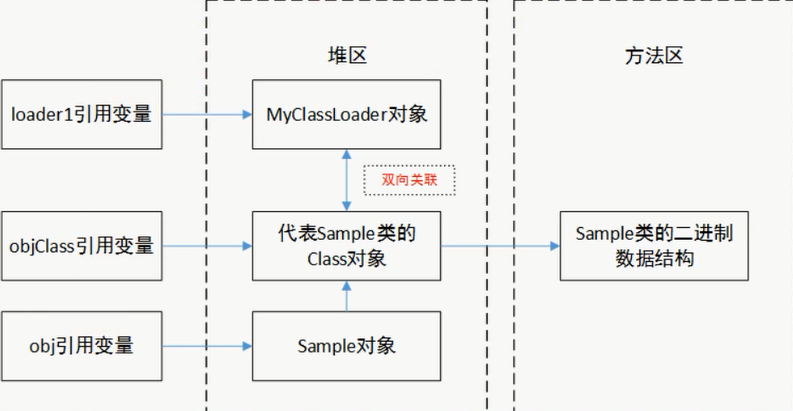 堆区
方法区
loader1引用变量
MyClassLoader对象
双向关联
objClass引用变量
代表Sample类的
Class对象
Sample类的二进制
数据结构
obj引用变量
Sample对象